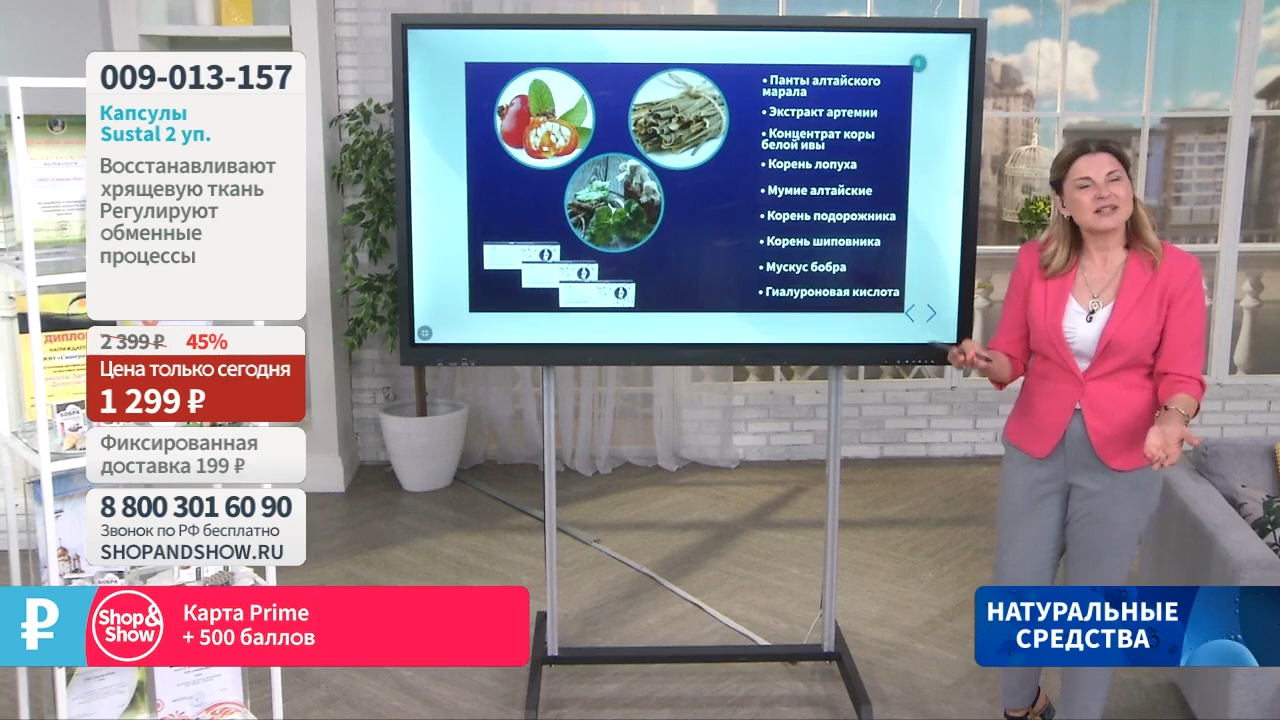 009-013-157
Капсулы
Sustal 2 уп.
Восстанавливают
хрящевую ткань
Регулируют
обменные
процессы
2 399 ₽ 45%
Цена только сегодня
1 299 ₽
Фиксированная
доставка 199 ₽
8 800 301 60 90
Звонок по РФ бесплатно
SHOPANDSHOW.RU
₽
Shop&
Show
Карта Prime
+ 500 баллов
• Панты алтайского
марала
• Экстракт артемии
• Концентрат коры
белой ивы
• Корень лопуха
• Мумие алтайские
• Корень подорожника
• Корень шиповника
• Мускус бобра
• Гиалуроновая кислота
6
НАТУРАЛЬНЫЕ
СРЕДСТВА
ДИПЛОМ
БОБРА